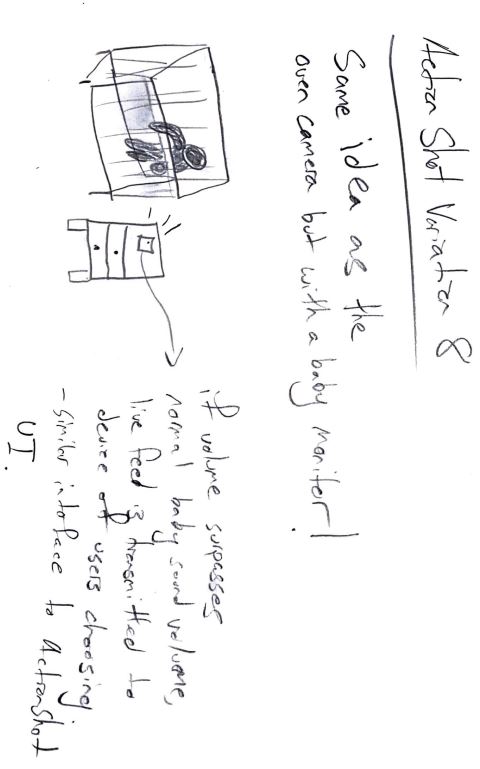 Action Shot Variation 8
Same idea as the
oven camera but with a baby monitor!
if volume surpasses
normal baby sound volume,
live feed is transmitted to
device of users choosing.
- similar interface to ActionShot
UI.